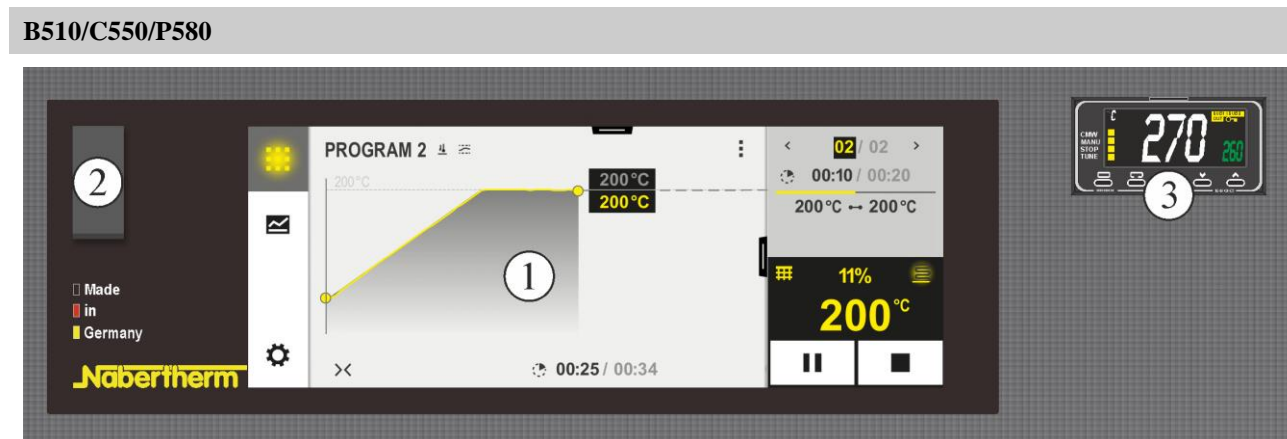 B510/C550/P580
PROGRAM 2
200°C
200°C
200°C
02 / 02
00:10 / 00:20
200°C ↔ 200°C
11%
200 °C
00:25 / 00:34
Made
in
Germany
Nabertherm
1
2
3
C
270
260
CMW
MANU
STOP
TUNE